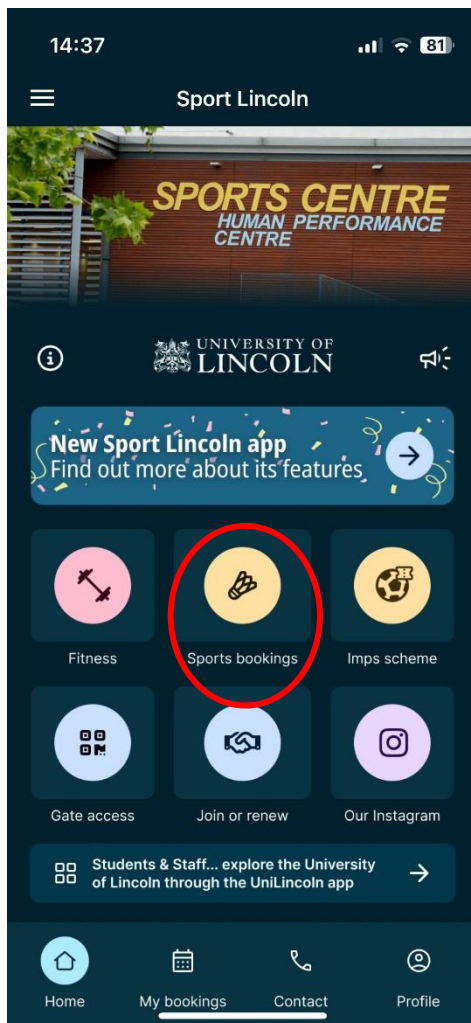 14:37
81
Sport Lincoln
SPORTS CENTRE
HUMAN PERFORMANCE
CENTRE
UNIVERSITY OF
LINCOLN
New Sport Lincoln app
Find out more about its features
Fitness
Sports bookings
Imps scheme
Gate access
Join or renew
Our Instagram
Students & Staff... explore the University
of Lincoln through the UniLincoln app
Home
My bookings
Contact
Profile